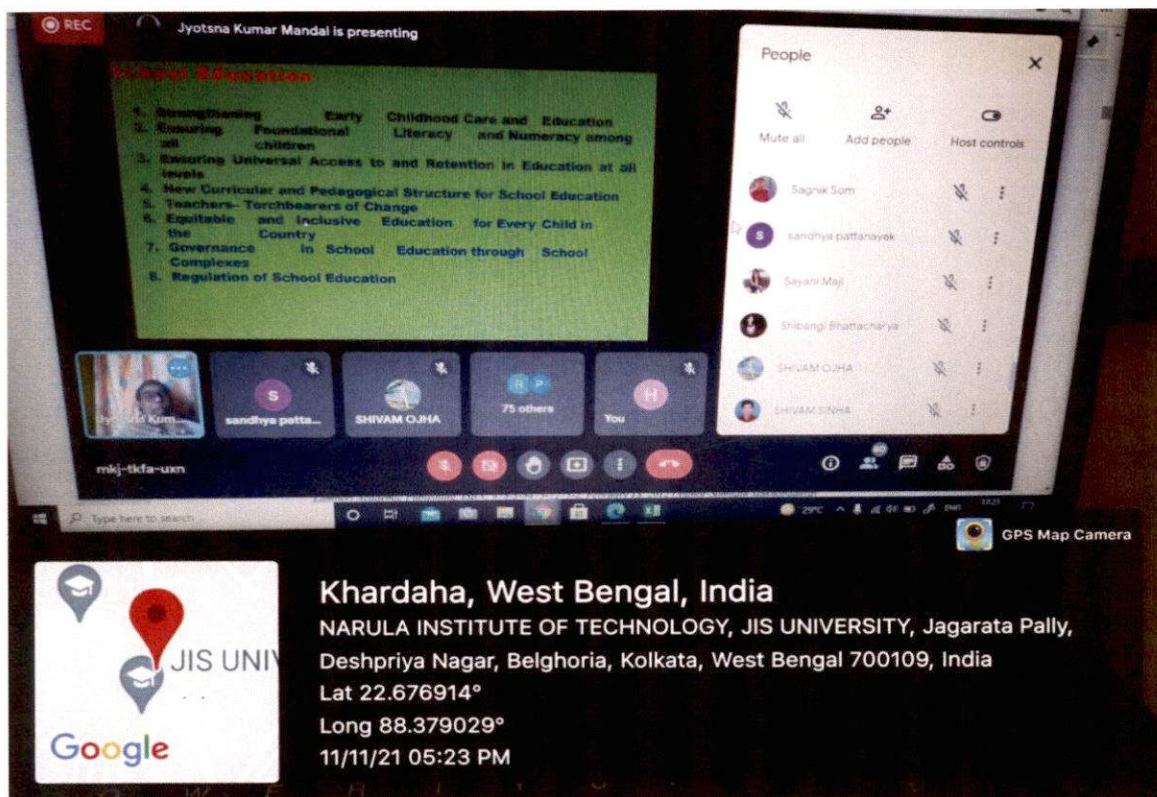 REC
Jyotsna Kumar Mandal is presenting
School Education
1. Strengthening Early Childhood Care and Education
2. Ensuring Foundational Literacy and Numeracy among
all children
3. Ensuring Universal Access to and Retention in Education at all
levels
4. New Curricular and Pedagogical Structure for School Education
5. Teachers- Torchbearers of Change
6. Equitable and Inclusive Education for Every Child in
the Country
7. Governance in School Education through School
Complexes
8. Regulation of School Education
People
Mute all Add people Host controls
Sagnik Som
S sandhya pattanayak
Sayani Maji
Shibangi Bhattacharya
SHIVAM OJHA
SHIVAM SINHA
Jyotsna Kum...
S
sandhya patta...
SHIVAM OJHA
R P
75 others
H
You
mkj-tkfa-uxn
Type here to search
29°C ENG
GPS Map Camera
JIS UNIV
Google
Khardaha, West Bengal, India
NARULA INSTITUTE OF TECHNOLOGY, JIS UNIVERSITY, Jagarata Pally,
Deshpriya Nagar, Belghoria, Kolkata, West Bengal 700109, India
Lat 22.676914°
Long 88.379029°
11/11/21 05:23 PM